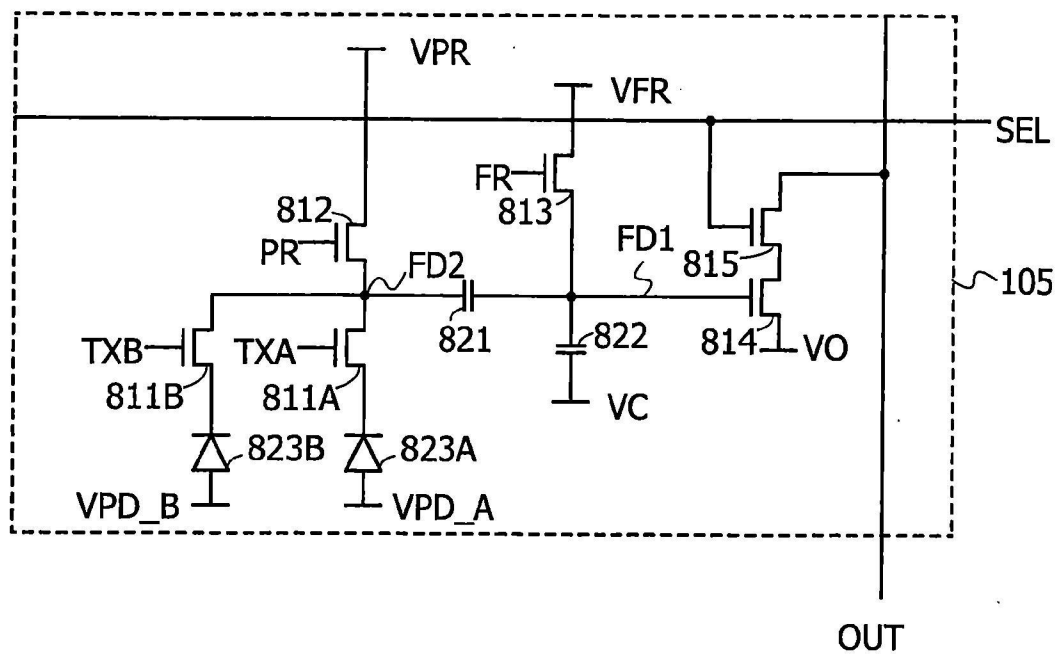 VPR
VFR
SEL
FR
813
812
PR
FD2
FD1
815
105
821
822
814
VO
TXB
TXA
811B
811A
VC
823B
823A
VPD_B
VPD_A
OUT